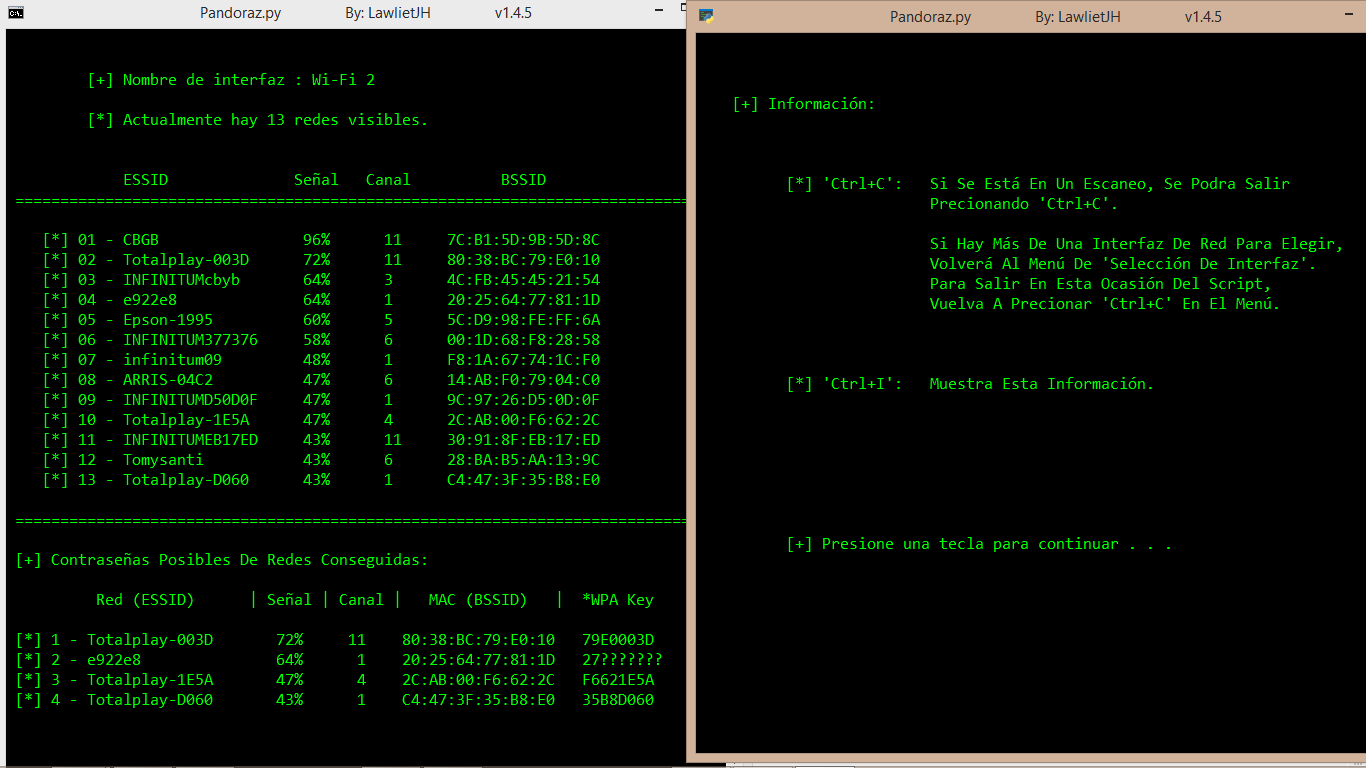 Pandoraz.py By: LawlietJH v1.4.5
[+] Nombre de interfaz : Wi-Fi 2
[*] Actualmente hay 13 redes visibles.
ESSID Señal Canal BSSID
===========================================================================
[*] 01 - CBGB 96% 11 7C:B1:5D:9B:5D:8C
[*] 02 - Totalplay-003D 72% 11 80:38:BC:79:E0:10
[*] 03 - INFINITUMcbyb 64% 3 4C:FB:45:45:21:54
[*] 04 - e922e8 64% 1 20:25:64:77:81:1D
[*] 05 - Epson-1995 60% 5 5C:D9:98:FE:FF:6A
[*] 06 - INFINITUM377376 58% 6 00:1D:68:F8:28:58
[*] 07 - infinitum09 48% 1 F8:1A:67:74:1C:F0
[*] 08 - ARRIS-04C2 47% 6 14:AB:F0:79:04:C0
[*] 09 - INFINITUMD50D0F 47% 1 9C:97:26:D5:0D:0F
[*] 10 - Totalplay-1E5A 47% 4 2C:AB:00:F6:62:2C
[*] 11 - INFINITUMEB17ED 43% 11 30:91:8F:EB:17:ED
[*] 12 - Tomysanti 43% 6 28:BA:B5:AA:13:9C
[*] 13 - Totalplay-D060 43% 1 C4:47:3F:35:B8:E0
===========================================================================
[+] Contraseñas Posibles De Redes Conseguidas:
Red (ESSID) | Señal | Canal | MAC (BSSID) | *WPA Key
[*] 1 - Totalplay-003D 72% 11 80:38:BC:79:E0:10 79E0003D
[*] 2 - e922e8 64% 1 20:25:64:77:81:1D 27???????
[*] 3 - Totalplay-1E5A 47% 4 2C:AB:00:F6:62:2C F6621E5A
[*] 4 - Totalplay-D060 43% 1 C4:47:3F:35:B8:E0 35B8D060
Pandoraz.py By: LawlietJH v1.4.5
[+] Información:
[*] 'Ctrl+C': Si Se Está En Un Escaneo, Se Podra Salir
Precionando 'Ctrl+C'.
Si Hay Más De Una Interfaz De Red Para Elegir,
Volverá Al Menú De 'Selección De Interfaz'.
Para Salir En Esta Ocasión Del Script,
Vuelva A Precionar 'Ctrl+C' En El Menú.
[*] 'Ctrl+I': Muestra Esta Información.
[+] Presione una tecla para continuar . . .